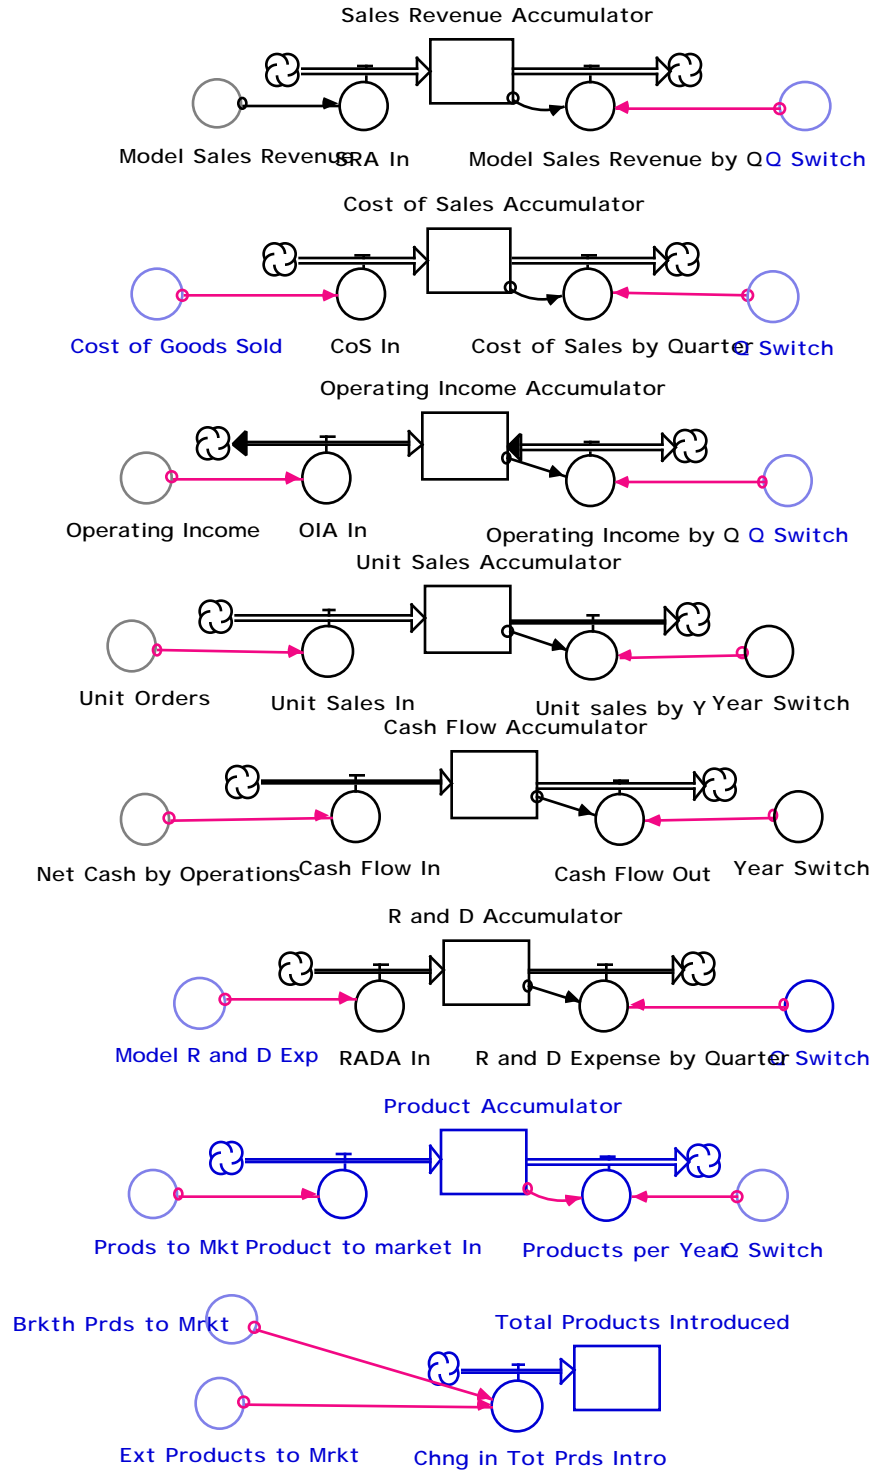 Sales Revenue Accumulator
Model Sales Revenue SRA In Model Sales Revenue by Q Q Switch
Cost of Sales Accumulator
Cost of Goods Sold CoS In Cost of Sales by Quarter Q Switch
Operating Income Accumulator
Operating Income OIA In Operating Income by Q Q Switch
Unit Sales Accumulator
Unit Orders Unit Sales In Unit sales by Y Year Switch
Cash Flow Accumulator
Net Cash by Operations Cash Flow In Cash Flow Out Year Switch
R and D Accumulator
Model R and D Exp RADA In R and D Expense by Quarter Q Switch
Product Accumulator
Prods to Mkt Product to market In Products per Year Q Switch
Brkth Prds to Mrkt Total Products Introduced
Ext Products to Mrkt Chng in Tot Prds Intro